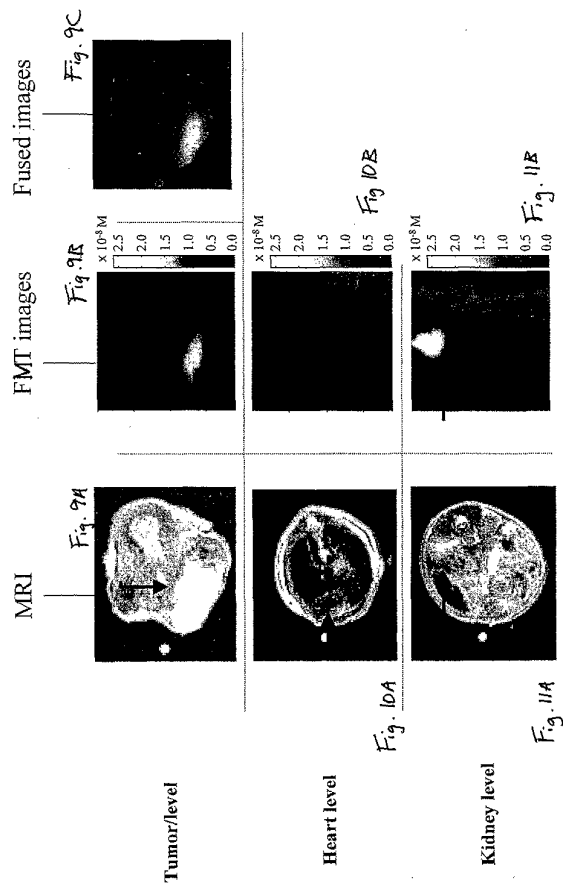 MRI
FMT images
Fused images
Tumor/level
Fig. 9A
Fig. 9B
x 10-8 M
2.5
2.0
1.5
1.0
0.5
0.0
Fig. 9C
Heart level
Fig. 10A
x 10-8 M
2.5
2.0
1.5
1.0
0.5
0.0
Fig 10B
Kidney level
Fig. 11A
x 10-8 M
2.5
2.0
1.5
1.0
0.5
0.0
Fig. 11B